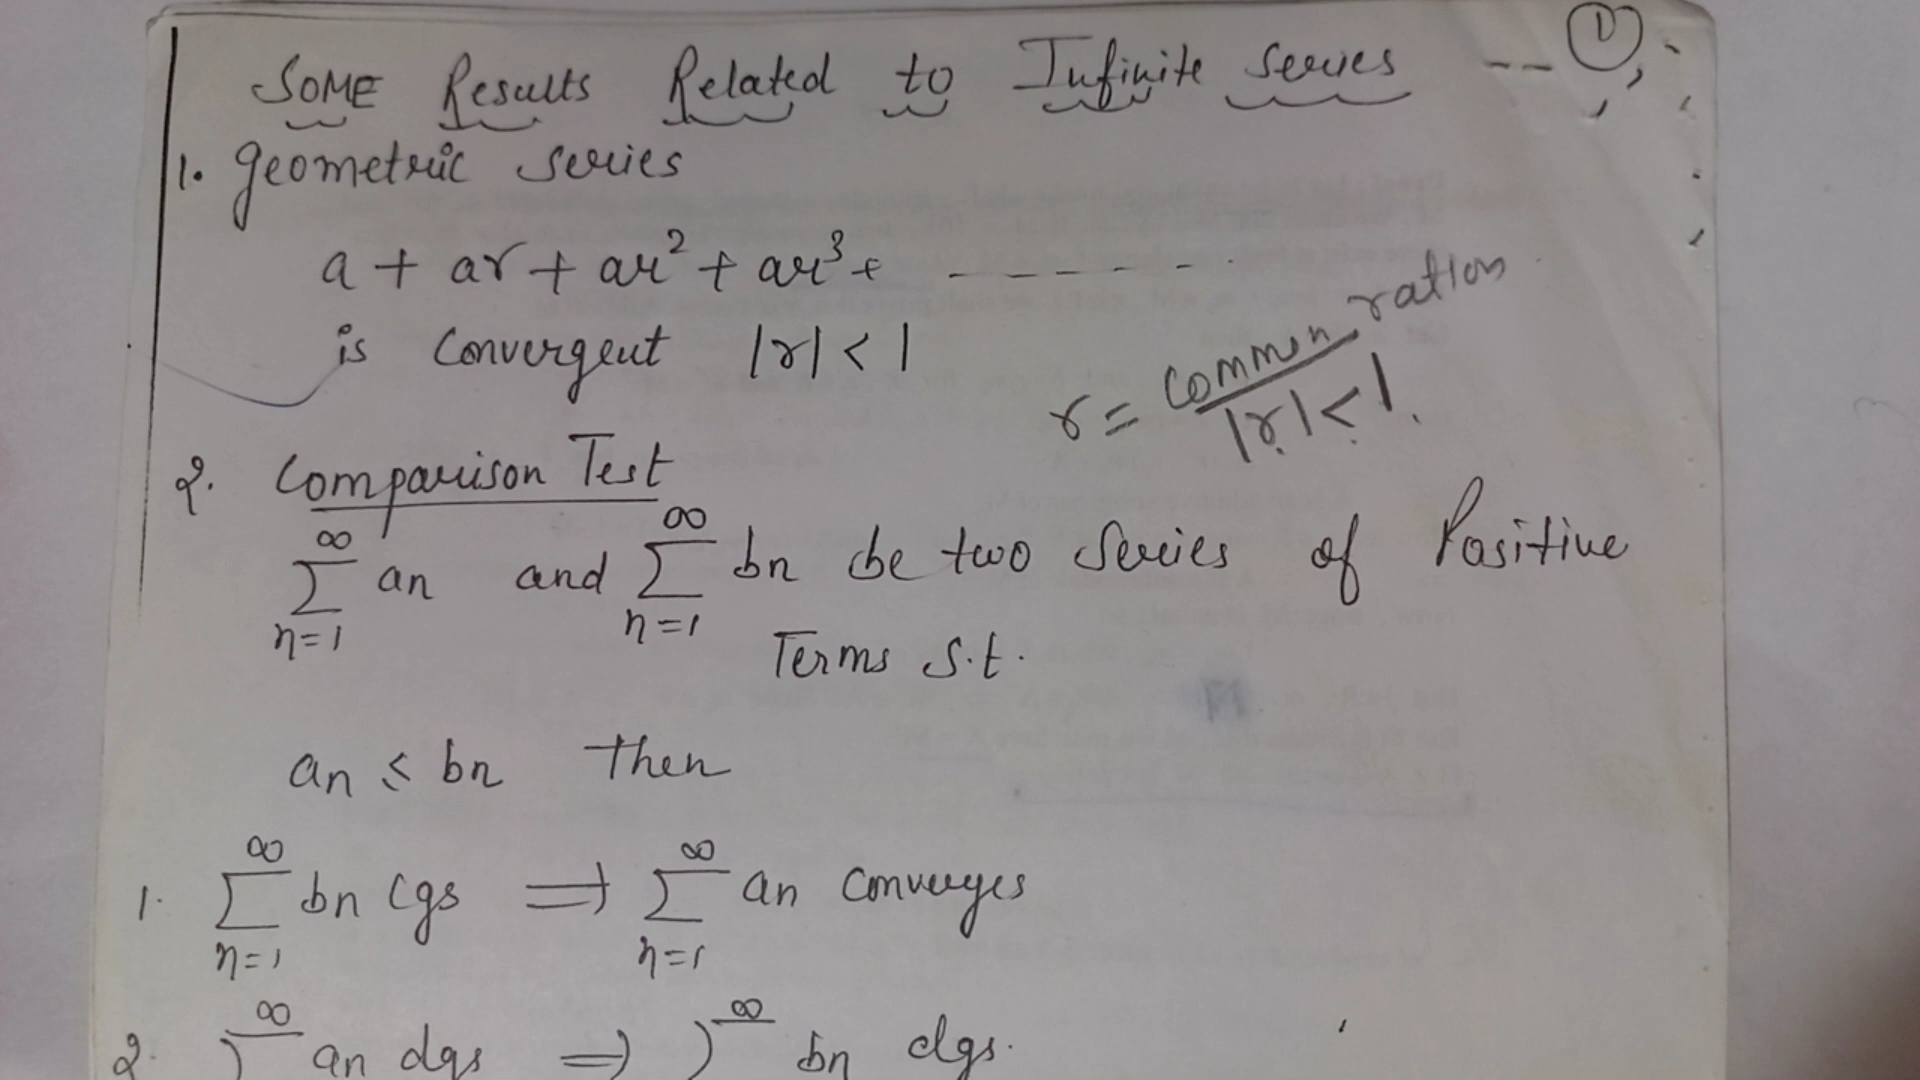 SOME Results Related to Infinite series -- 1
1. geometric series
a + ar + ar² + ar³ + -------
is convergent |r| < 1
r = common ration
|r| < 1.
2. Comparison Test
∞∑n=1 an and ∞∑n=1 bn be two series of Positive
Terms s.t.
an ≤ bn then
1. ∞∑n=1 bn cgs ⇒ ∞∑n=1 an converges
2. ∞∑ an dgs ⇒ ∞∑ bn dgs.